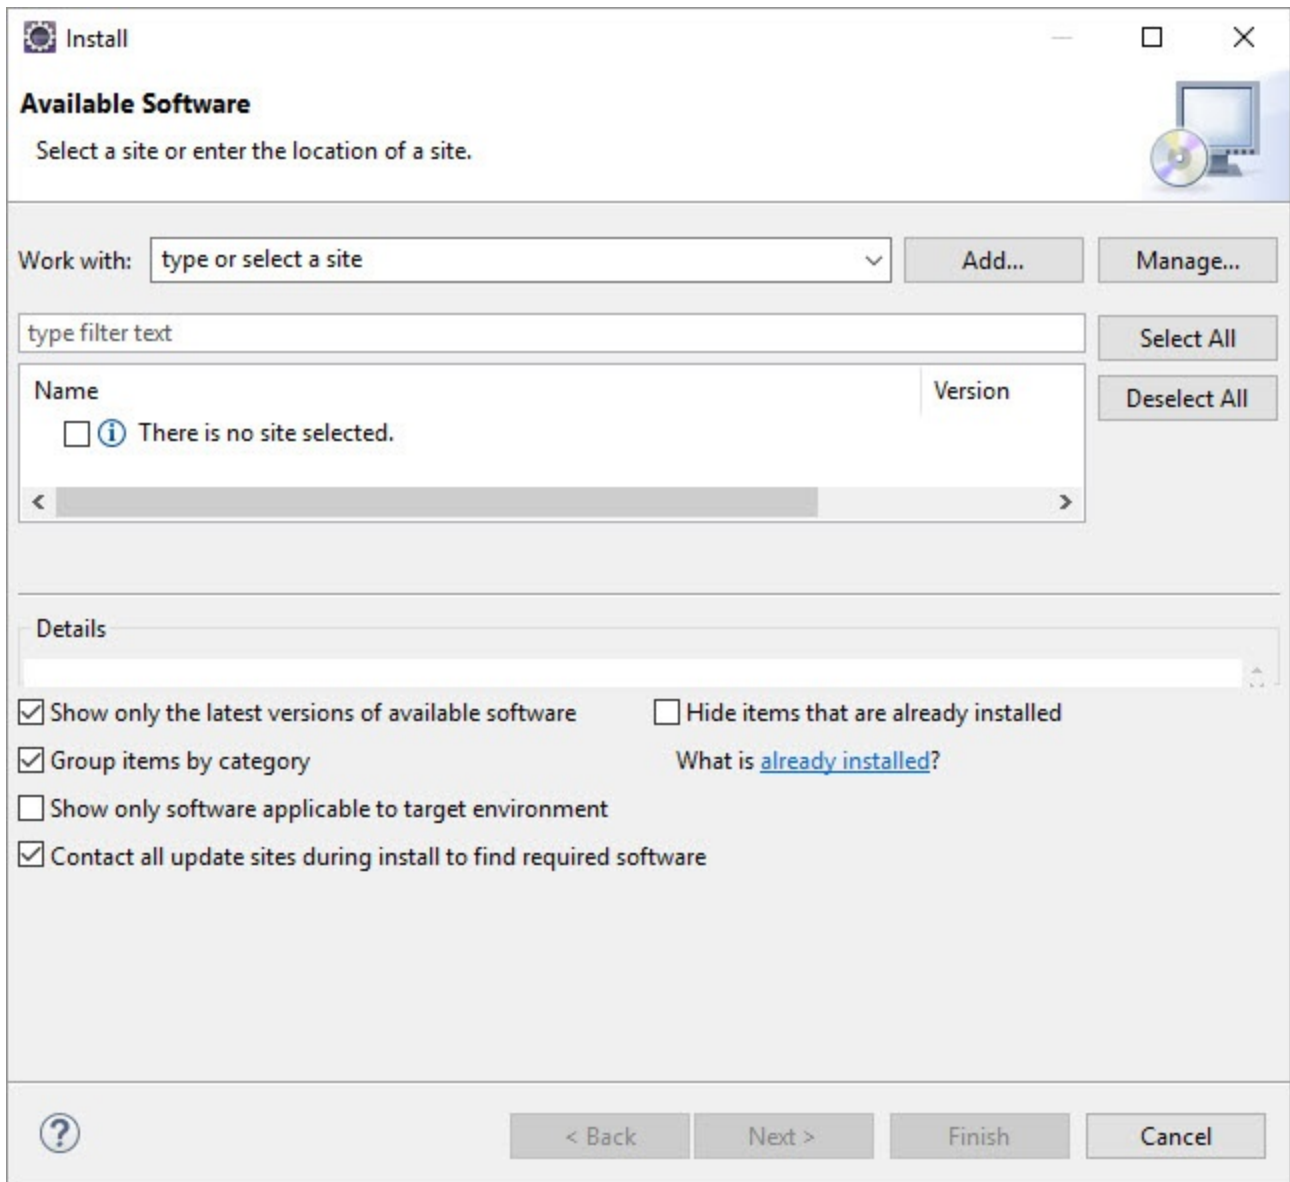 Install
Available Software
Select a site or enter the location of a site.
Work with: type or select a site Add... Manage...
type filter text Select All
Name Version Deselect All
There is no site selected.
Details
Show only the latest versions of available software Hide items that are already installed
Group items by category What is already installed?
Show only software applicable to target environment
Contact all update sites during install to find required software
? < Back Next > Finish Cancel